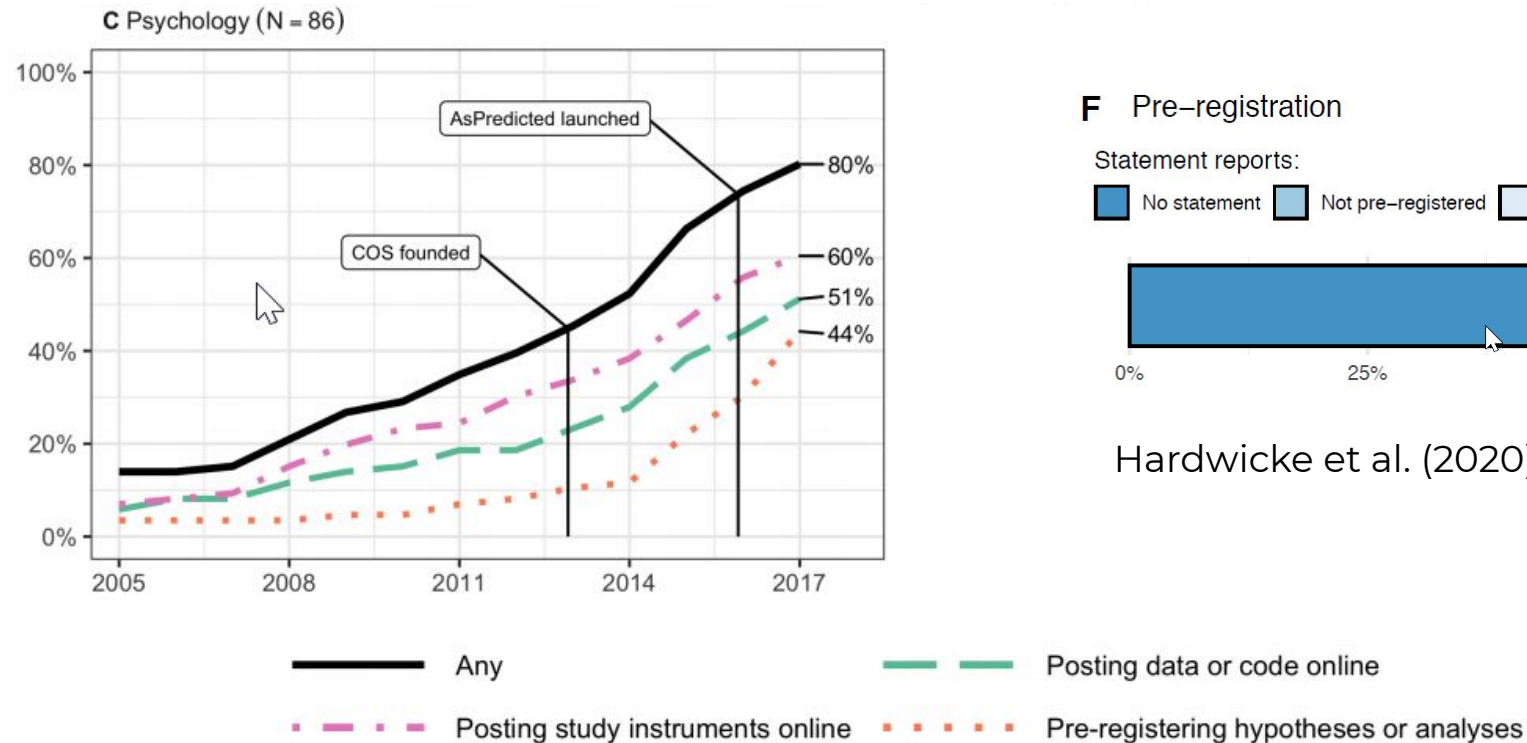 C Psychology (N = 86)
100%
80%
60%
40%
20%
0%
AsPredicted launched
COS founded
80%
60%
51%
44%
2005 2008 2011 2014 2017
Any
Posting data or code online
Posting study instruments online
Pre-registering hypotheses or analyses
F Pre–registration
Statement reports:
No statement Not pre–registered
0% 25%
Hardwicke et al. (2020)